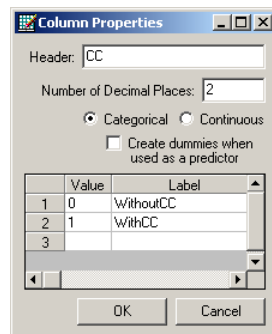 Column Properties
Header: CC
Number of Decimal Places: 2
Categorical Continuous
Create dummies when
used as a predictor
Value Label
1 0 WithoutCC
2 1 WithCC
3
OK Cancel